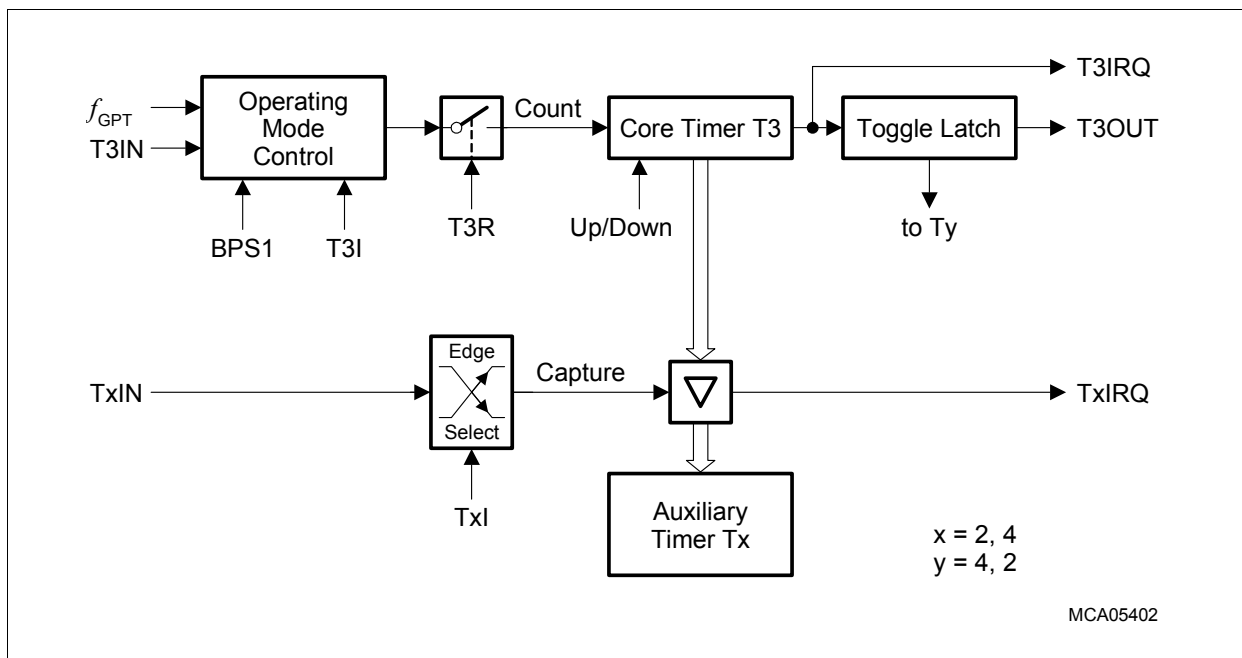 f GPT
T3IN
Operating
Mode
Control
BPS1
T3I
T3R
Count
Core Timer T3
Up/Down
Toggle Latch
to Ty
T3IRQ
T3OUT
TxIN
Edge
Select
TxI
Capture
TxIRQ
Auxiliary
Timer Tx
x = 2, 4
y = 4, 2
MCA05402